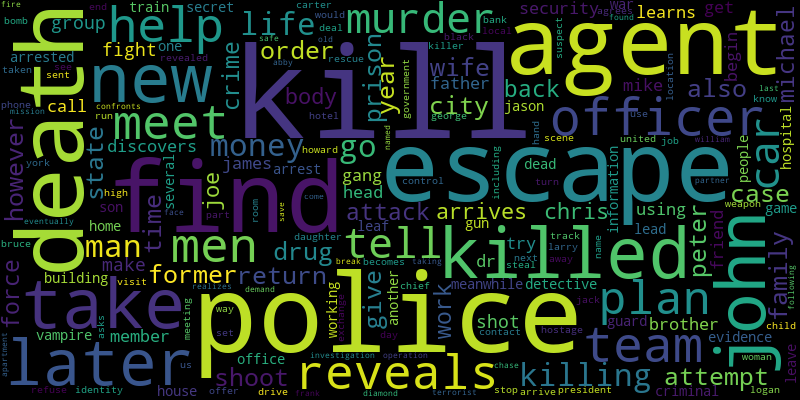 fire
train
secret
carter
would
security
war
agrees
found
get
bomb
end
group
help
life
murder
agent
learns
michael
arrested
fight
one
revealed
deal
bank
killer
black
local
suspect
begin
taken
see
call
sent
order
crime
prison
year
wife
father
mike
location
last
know
phone
new
abby
safe
rescue
body
city
back
also
mission
run
confronts
meet
hotel
government
jason
officer
car
hospital
death
kill
however
state
discovers
money
george
escape
hand
scene
use
william
york
james
howard
named
united
job
partner
several
joe
arrest
go
including
dead
information
people
case
high
find
gang
control
turn
time
son
part
room
save
come
head
attack
leaf
arrives
chris
using
weapon
game
home
face
gun
name
friend
man
men
daughter
tell
killed
try
track
lead
evidence
bruce
eventually
drug
dr
next
larry
peter
john
family
make
former
break
becomes
taking
steal
away
force
building
visit
realizes
return
give
another
meanwhile
detective
plan
child
following
take
police
demand
working
chief
work
shot
jack
guard
brother
vampire
asks
meeting
way
exchange
day
contact
hostage
team
woman
later
member
set
reveals
office
investigation
operation
chase
killing
attempt
leave
apartment
us
shoot
refuse
identity
house
offer
drive
frank
diamond
terrorist
stop
arrive
president
criminal
logan